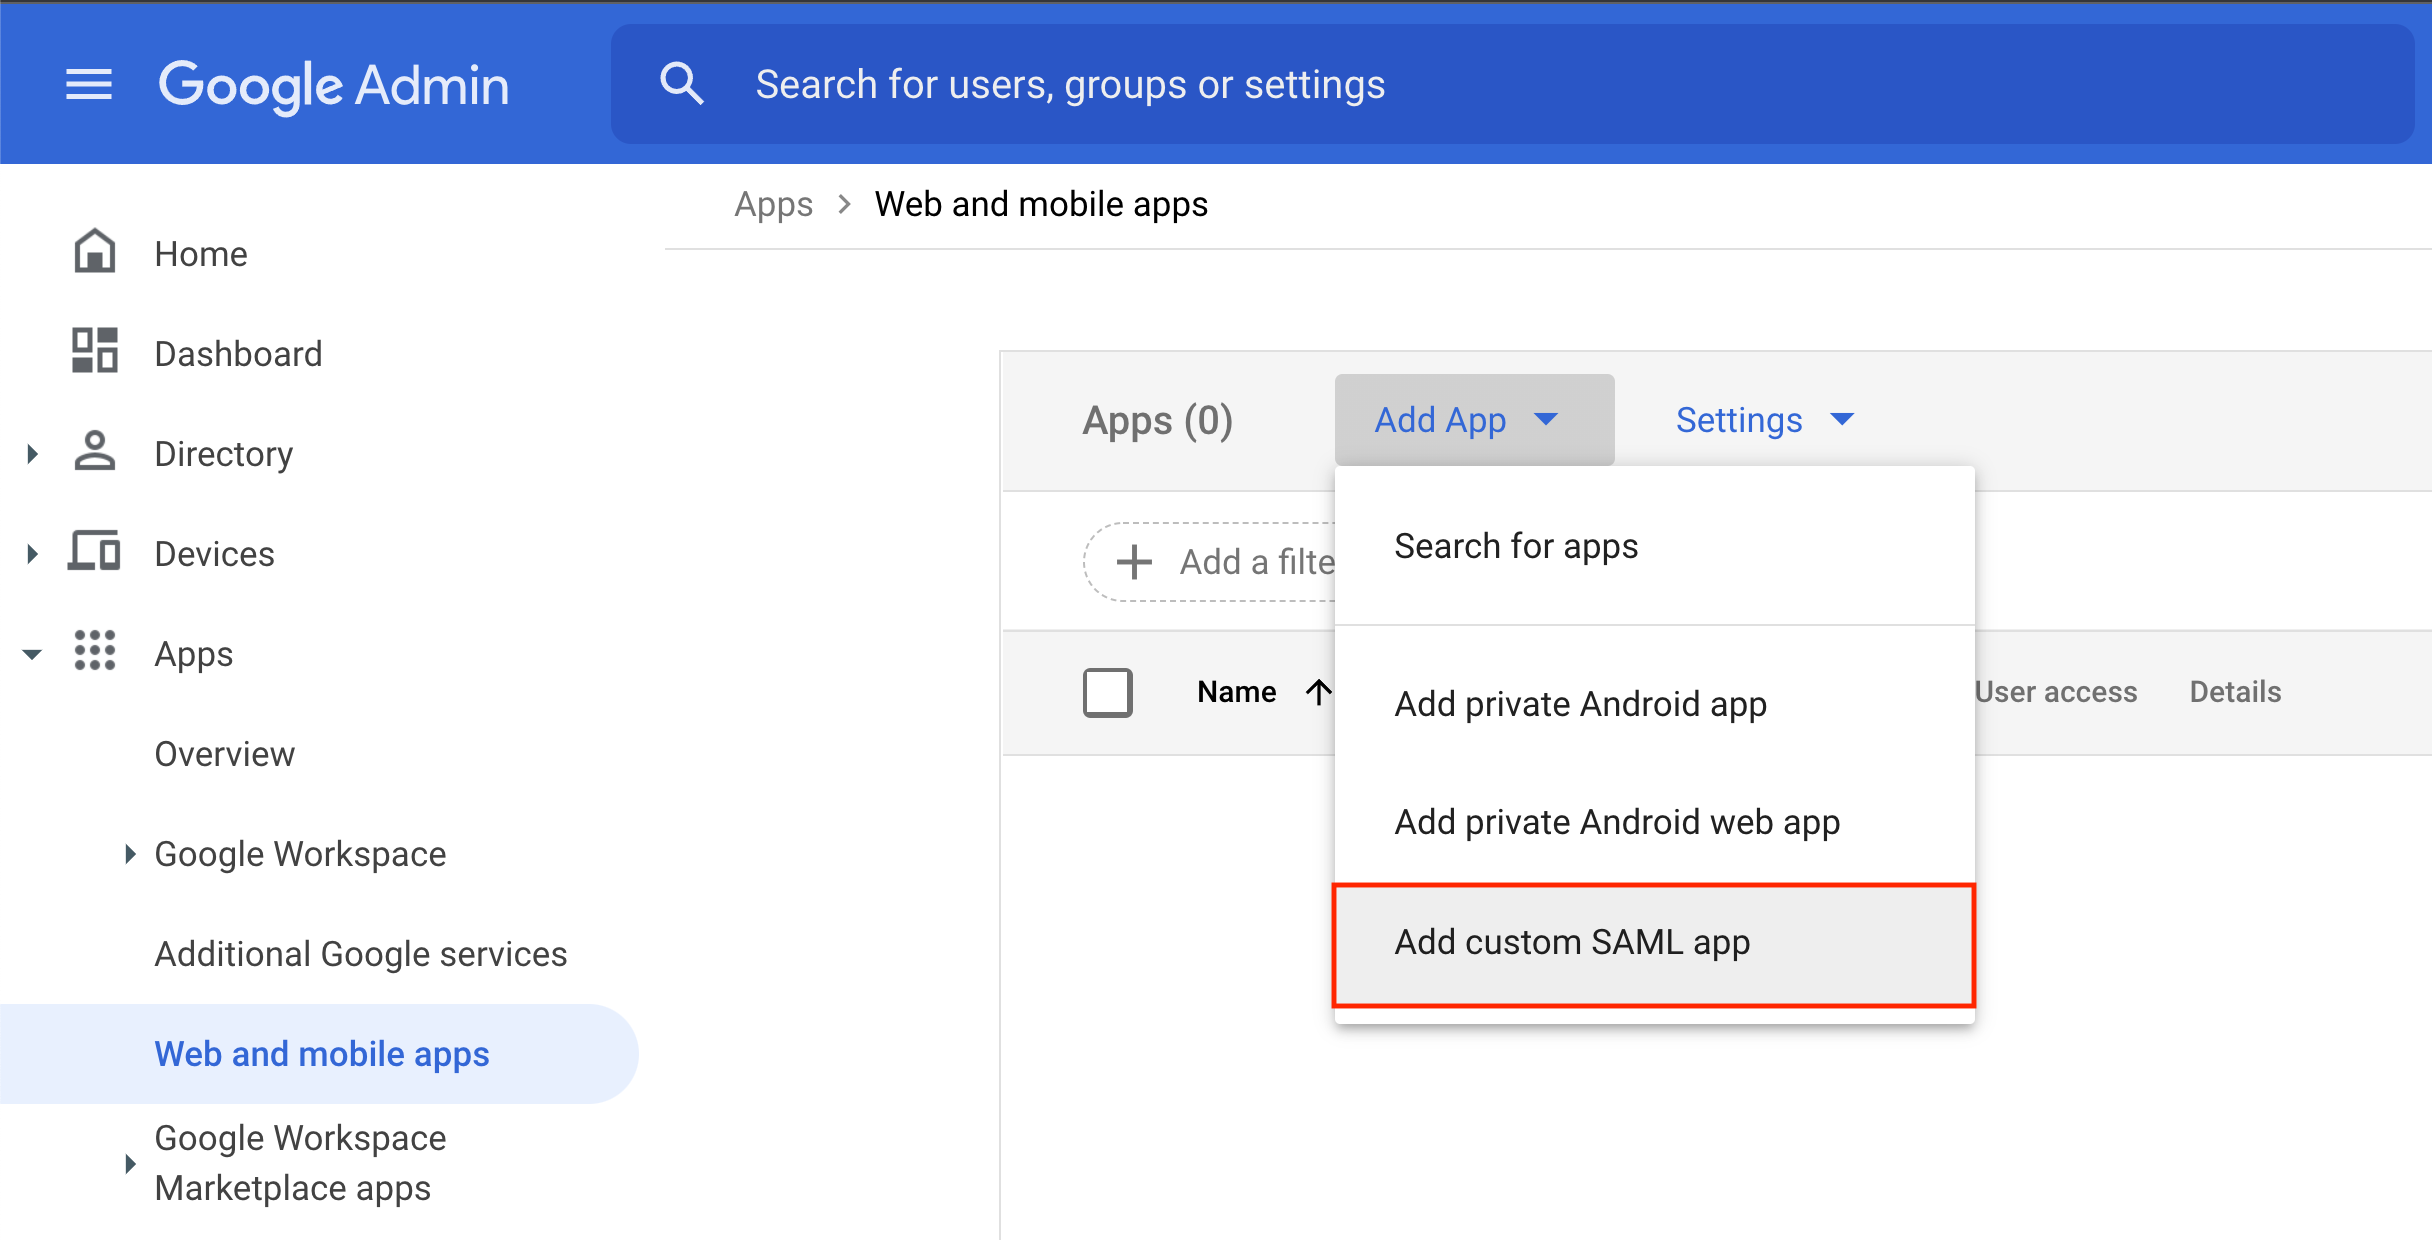 Google Admin
Search for users, groups or settings
Apps > Web and mobile apps
Home
Dashboard
Directory
Devices
Apps
Overview
Google Workspace
Additional Google services
Web and mobile apps
Google Workspace
Marketplace apps
Apps (0)
Add App
Settings
Add a filte
Name
User access
Details
Search for apps
Add private Android app
Add private Android web app
Add custom SAML app